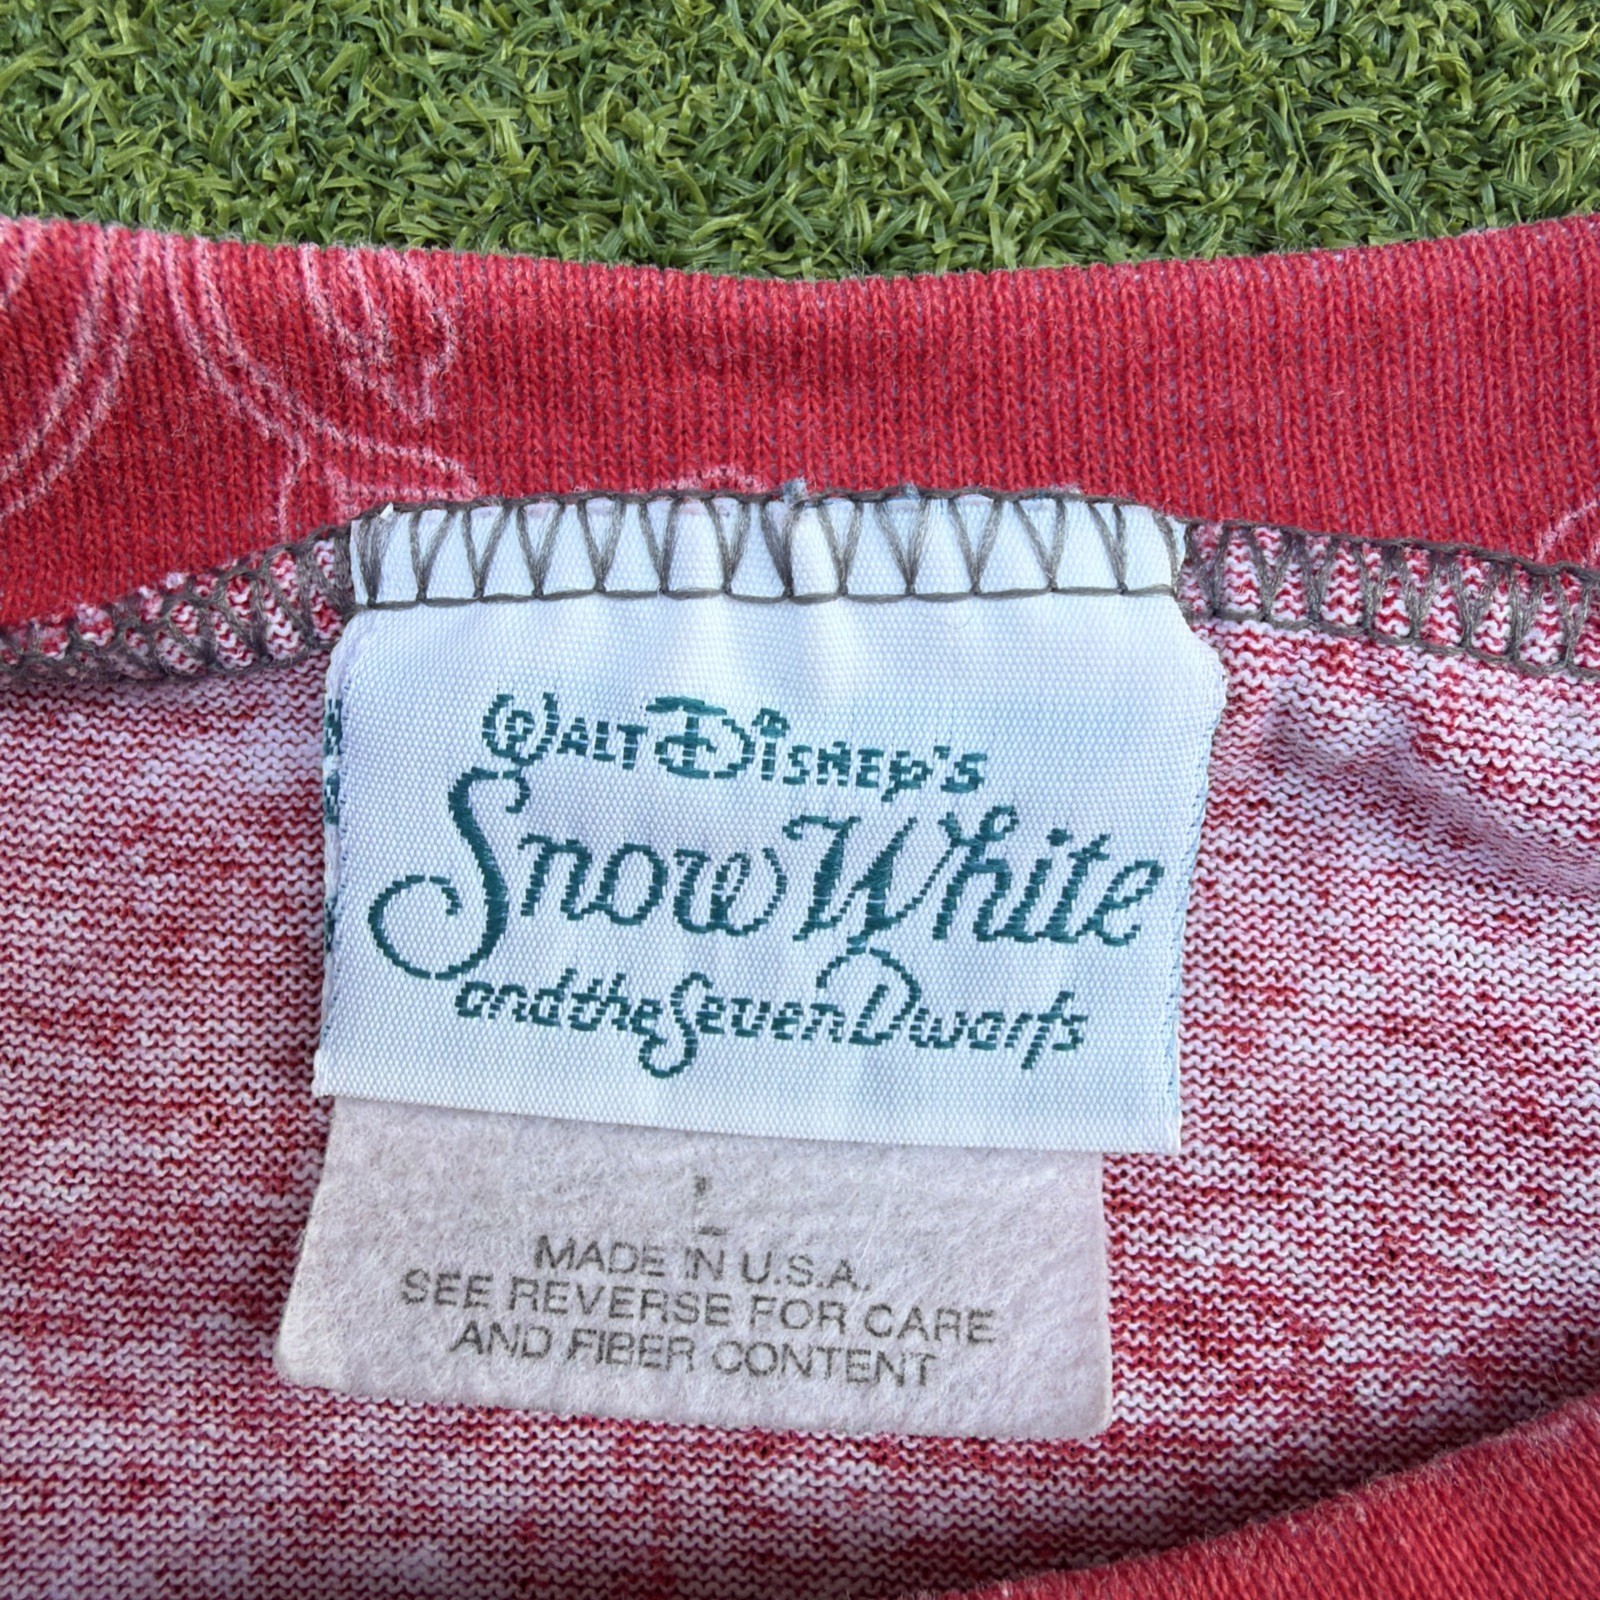 Walt Disney's
Snow White
and the Seven Dwarfs
MADE IN U.S.A.
SEE REVERSE FOR CARE
AND FIBER CONTENT